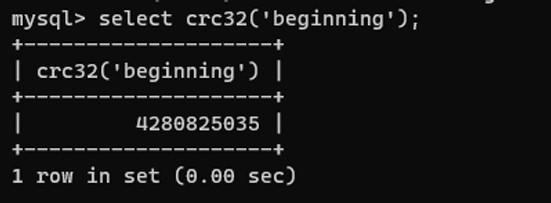 mysql> select crc32('beginning');
+--------------------+
| crc32('beginning') |
+--------------------+
|         4280825035 |
+--------------------+
1 row in set (0.00 sec)